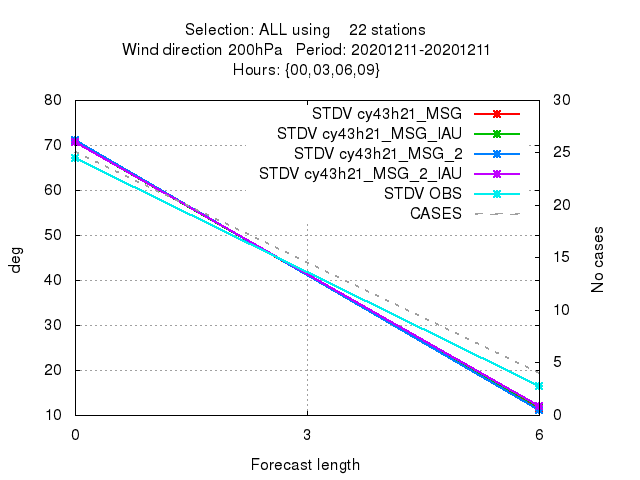 Selection: ALL using 22 stations
Wind direction 200hPa Period: 20201211-20201211
Hours: {00,03,06,09}
80
70
60
50
40
30
20
10
30
25
20
15
10
5
0
STDV cy43h21_MSG
STDV cy43h21_MSG_IAU
STDV cy43h21_MSG_2
STDV cy43h21_MSG_2_IAU
STDV OBS
CASES
deg
No cases
0 3 6
Forecast length